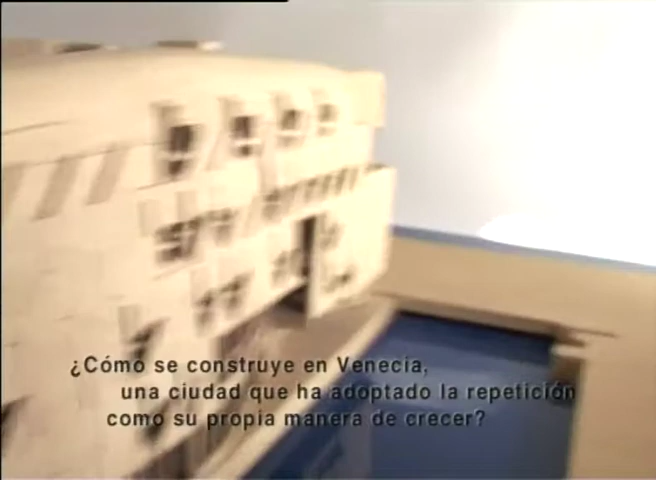 ¿Cómo se construye en Venecia,
una ciudad que ha adoptado la repetición
como su propia manera de crecer?